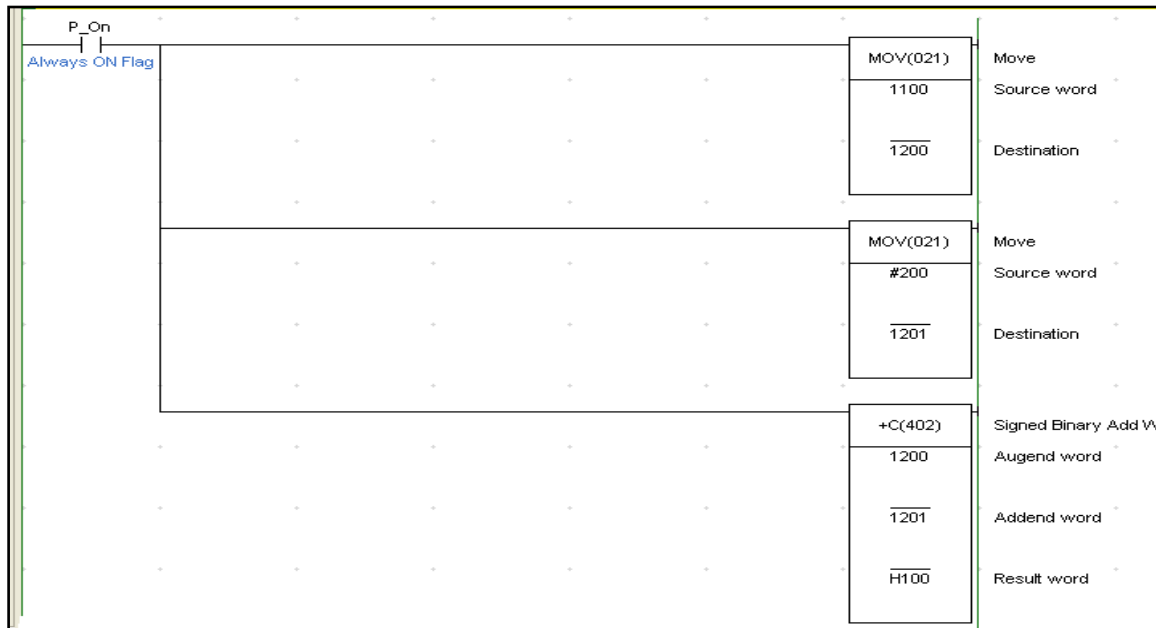 P_On
Always ON Flag
MOV(021) Move
1100 Source word
1200 Destination
MOV(021) Move
#200 Source word
1201 Destination
+C(402) Signed Binary Add
1200 Augend word
1201 Addend word
H100 Result word